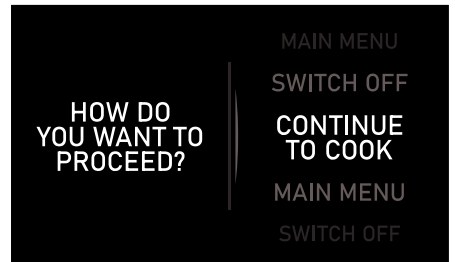 HOW DO
YOU WANT TO
PROCEED?
MAIN MENU
SWITCH OFF
CONTINUE
TO COOK
MAIN MENU
SWITCH OFF